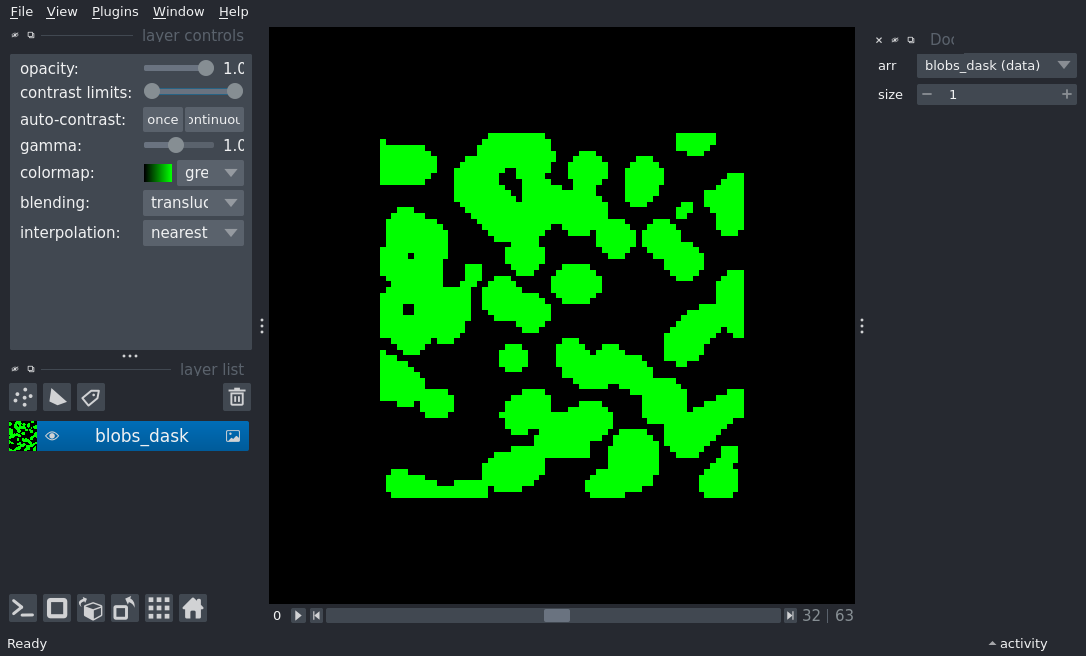 File View Plugins Window Help
layer controls
opacity: 1.0
contrast limits:
auto-contrast: once ontinuou
gamma: 1.0
colormap: gre
blending: transluc
interpolation: nearest
layer list
blobs_dask
0 32 | 63
Ready
Doc
arr blobs_dask (data)
size 1
activity